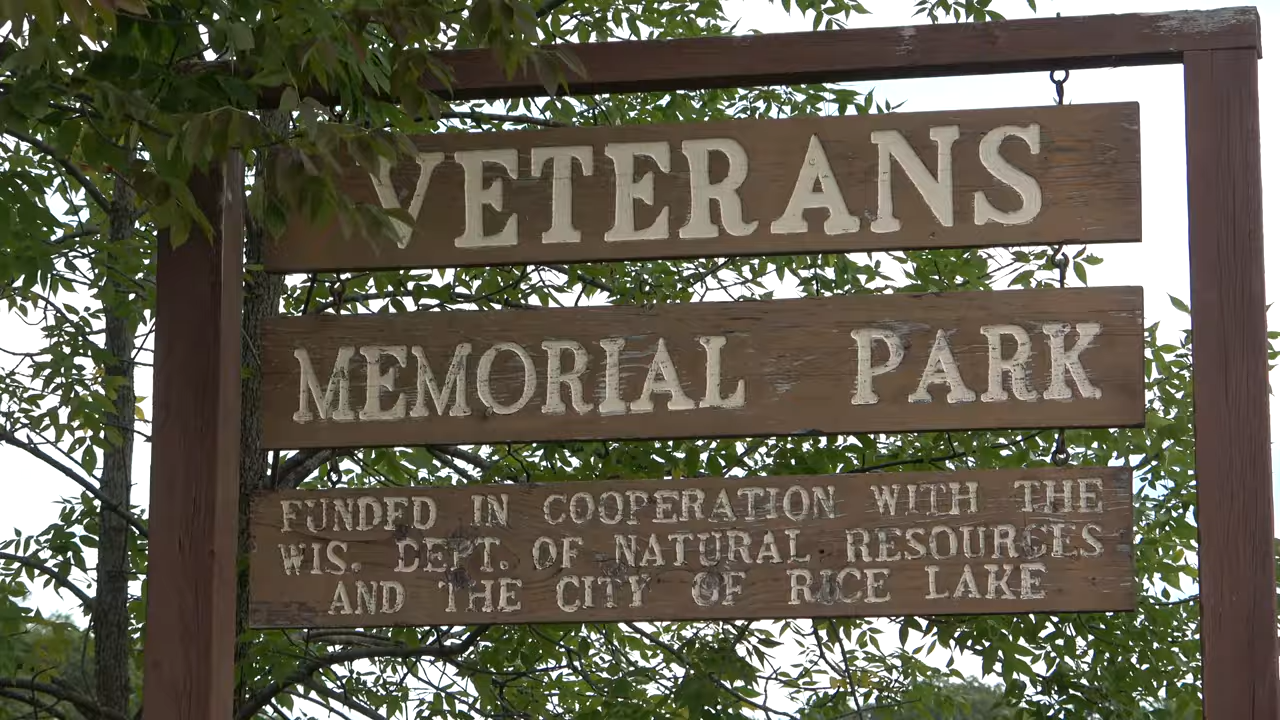 VETERANS
MEMORIAL PARK
FUNDED IN COOPERATION WITH THE
WIS. DEPT. OF NATURAL RESOURCES
AND THE CITY OF RICE LAKE